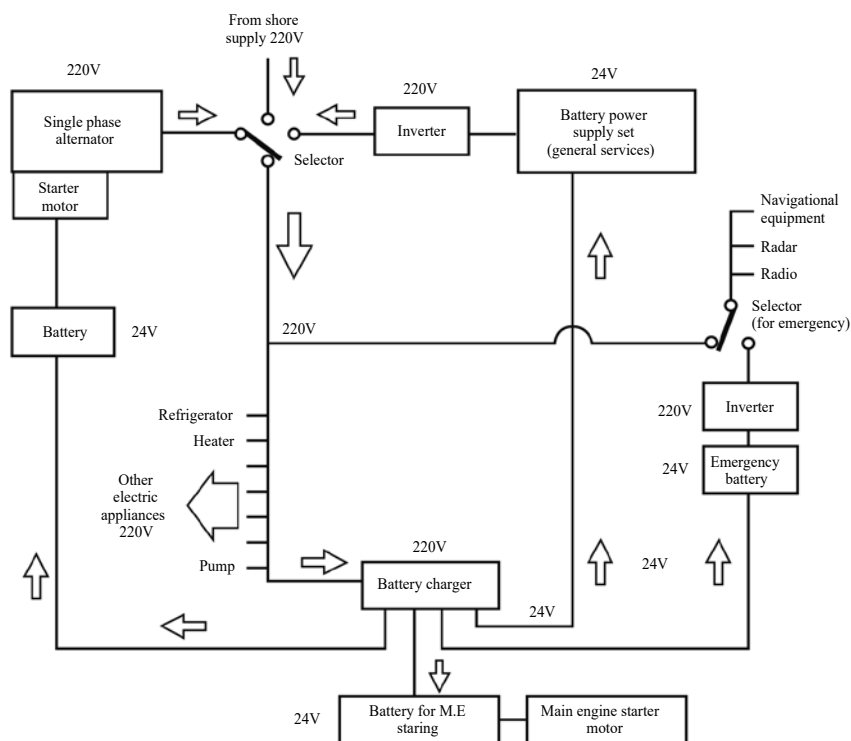 From shore
supply 220V
220V
220V
24V
Single phase
alternator
Inverter
Battery power
supply set
(general services)
Selector
Starter
motor
Navigational
equipment
Radar
Radio
Selector
(for emergency)
Battery
24V
220V
220V
Inverter
Refrigerator
Heater
24V
Emergency
battery
Other
electric
appliances
220V
Pump
220V
Battery charger
24V
24V
24V
Battery for M.E
staring
Main engine starter
motor